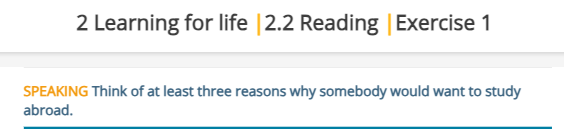 2 Learning for life | 2.2 Reading | Exercise 1
SPEAKING Think of at least three reasons why somebody would want to study
abroad.